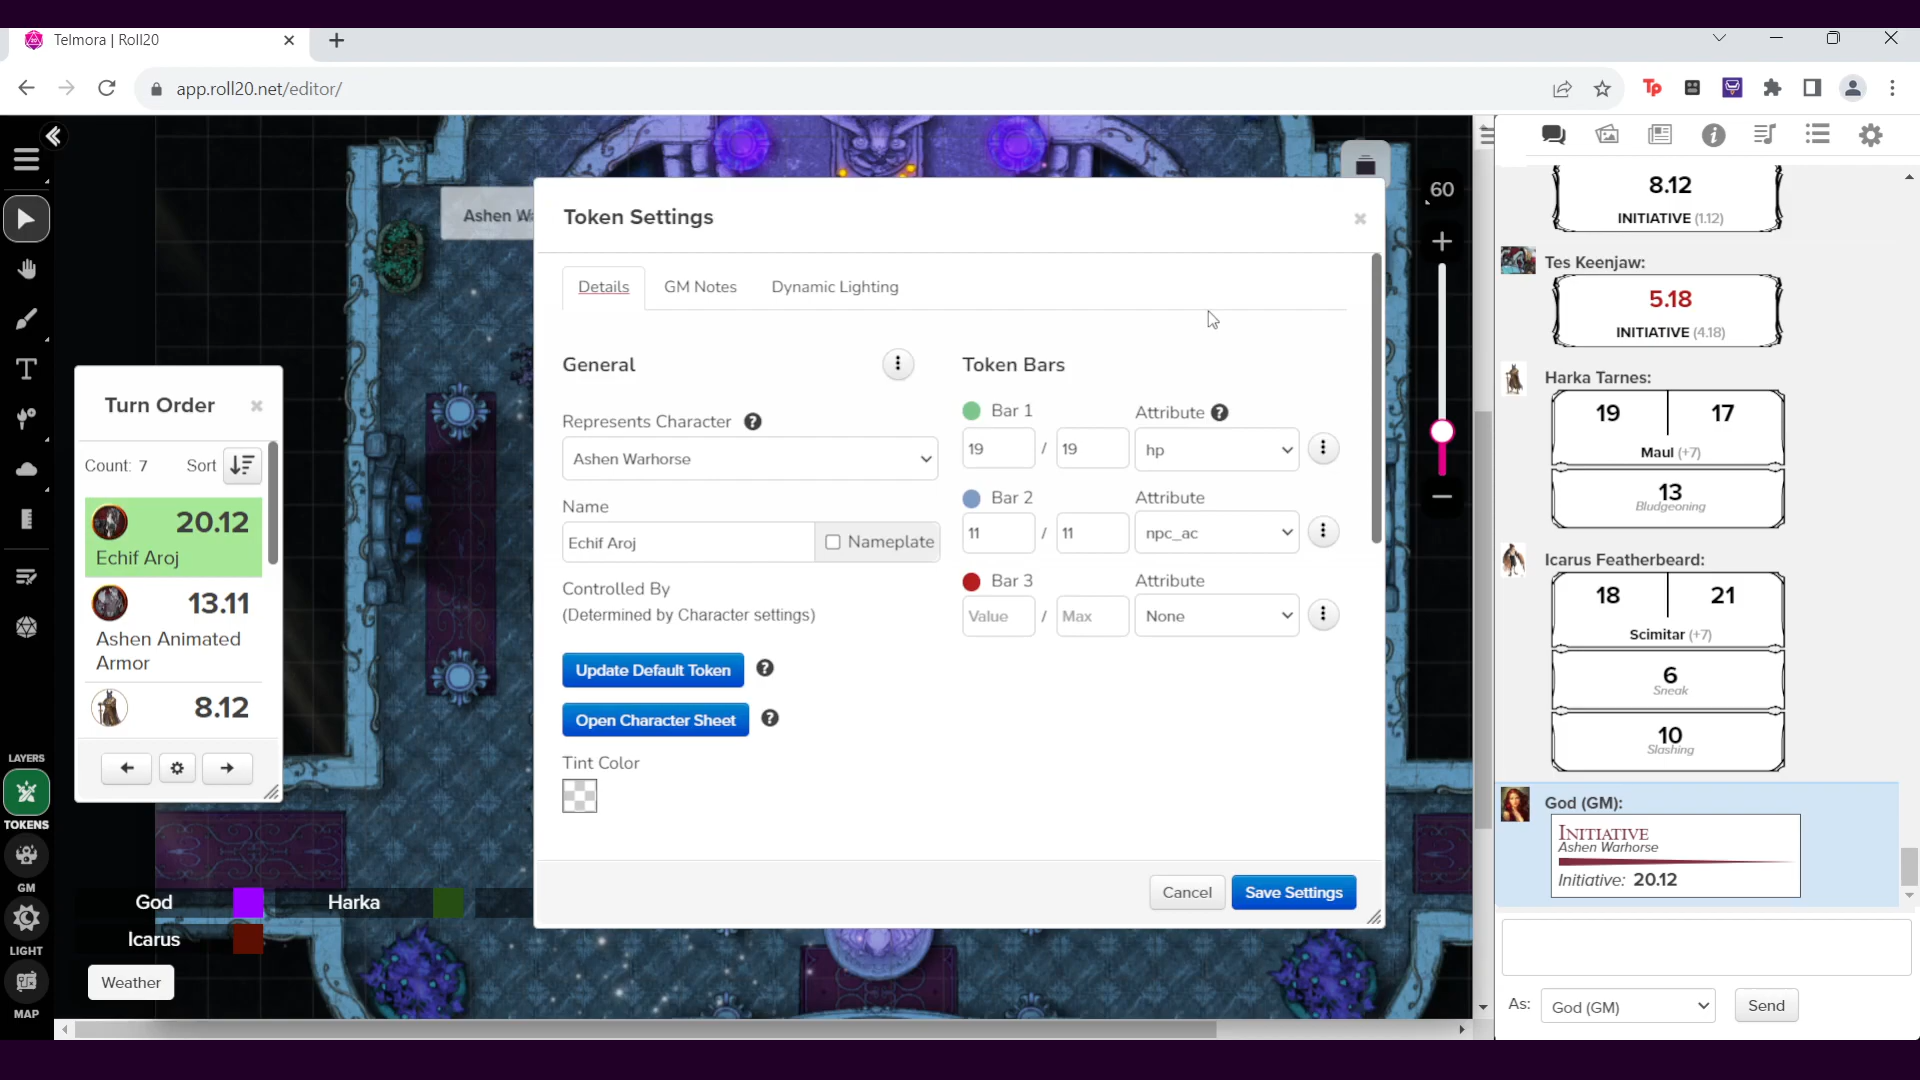 Telmora | Roll20
app.roll20.net/editor/
Tp
Ashen Wa
Token Settings
Details
GM Notes
Dynamic Lighting
General
Represents Character
Ashen Warhorse
Name
Echif Aroj
Nameplate
Controlled By
(Determined by Character settings)
Update Default Token
Open Character Sheet
Tint Color
Token Bars
Bar 1
Attribute
19 / 19
hp
Bar 2
Attribute
11 / 11
npc_ac
Bar 3
Attribute
Value / Max
None
Cancel
Save Settings
Turn Order
Count: 7
Sort
20.12
Echif Aroj
13.11
Ashen Animated
Armor
8.12
LAYERS
TOKENS
GM
LIGHT
MAP
God
Harka
Icarus
Weather
60
8.12
INITIATIVE (1.12)
Tes Keenjaw:
5.18
INITIATIVE (4.18)
Harka Tarnes:
19 17
Maul (+7)
13
Bludgeoning
Icarus Featherbeard:
18 21
Scimitar (+7)
6
Sneak
10
Slashing
God (GM):
INITIATIVE
Ashen Warhorse
Initiative: 20.12
As:
God (GM)
Send